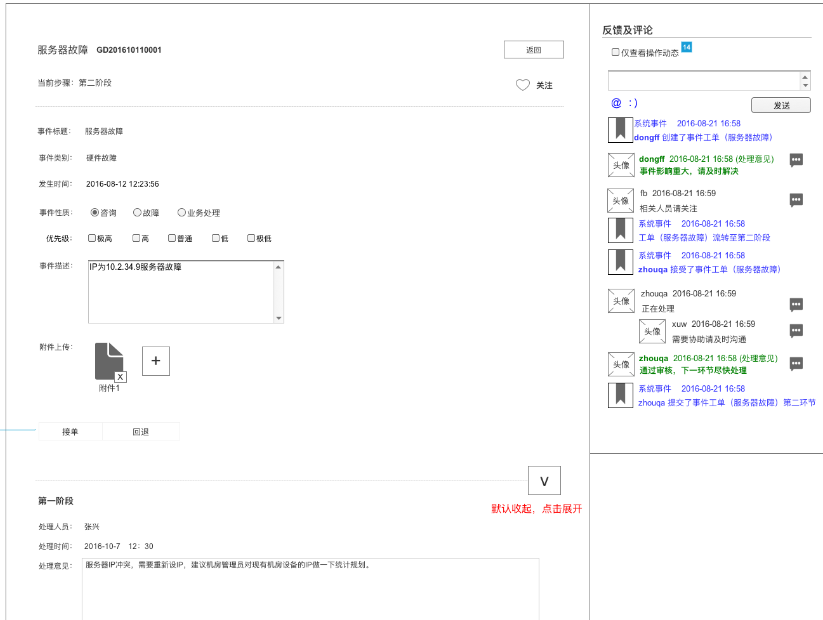 服务器故障 GD201610110001
返回
当前步骤：第二阶段
关注
事件标题： 服务器故障
事件类别： 硬件故障
发生时间： 2016-08-12 12:23:56
事件性质： 咨询 故障 业务处理
优先级： 极高 高 普通 低 极低
事件描述： IP为10.2.34.9服务器故障
附件上传：
X
+
附件1
接单 回退
V
默认收起，点击展开
第一阶段
处理人员： 张兴
处理时间： 2016-10-7 12：30
处理意见： 服务器IP冲突，需要重新设IP，建议机房管理员对现有机房设备的IP做一下统计规划。
反馈及评论
仅查看操作动态 14
@ :)
发送
系统事件 2016-08-21 16:58
dongff 创建了事件工单（服务器故障）
头像
dongff 2016-08-21 16:58 (处理意见)
事件影响重大，请及时解决
头像
fb 2016-08-21 16:59
相关人员请关注
系统事件 2016-08-21 16:58
工单（服务器故障）流转至第二阶段
系统事件 2016-08-21 16:58
zhouqa 接受了事件工单（服务器故障）
头像
zhouqa 2016-08-21 16:59
正在处理
头像
xuw 2016-08-21 16:59
需要协助请及时沟通
头像
zhouqa 2016-08-21 16:58 (处理意见)
通过审核，下一环节尽快处理
系统事件 2016-08-21 16:58
zhouqa 提交了事件工单（服务器故障）第二环节